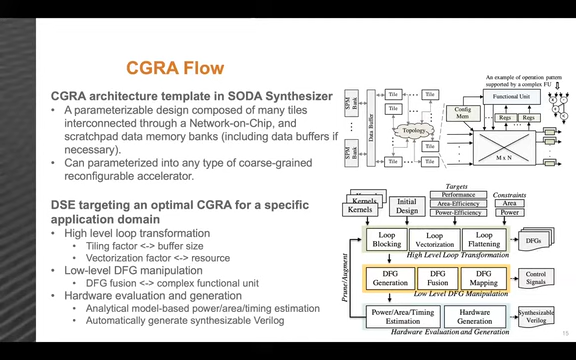 CGRA Flow
CGRA architecture template in SODA Synthesizer
• A parameterizable design composed of many tiles
interconnected through a Network-on-Chip, and
scratchpad data memory banks (including data buffers if
necessary).
• Can parameterized into any type of coarse-grained
reconfigurable accelerator.
DSE targeting an optimal CGRA for a specific
application domain
• High level loop transformation
• Tiling factor <-> buffer size
• Vectorization factor <-> resource
• Low-level DFG manipulation
• DFG fusion <-> complex functional unit
• Hardware evaluation and generation
• Analytical model-based power/area/timing estimation
• Automatically generate synthesizable Verilog
An example of operation pattern
supported by a complex FU
SPM
Bank
SPM
Bank
Data Buffer
Tile
Tile
Tile
Topology
Tile
Tile
Tile
Tile
Config
Mem
Functional Unit
Regs
Regs
M x N
Targets
Performance
Area-Efficiency
Power-Efficiency
Constraints
Area
Power
Kernels
Kernels
Initial
Design
Loop
Blocking
Loop
Vectorization
Loop
Flattening
High Level Loop Transformation
DFGs
DFG
Generation
DFG
Fusion
DFG
Mapping
Low Level DFG Manipulation
Control
Signals
Prune/Augment
Power/Area/Timing
Estimation
Hardware
Generation
Hardware Evaluation and Generation
Synthesizable
Verilog
15